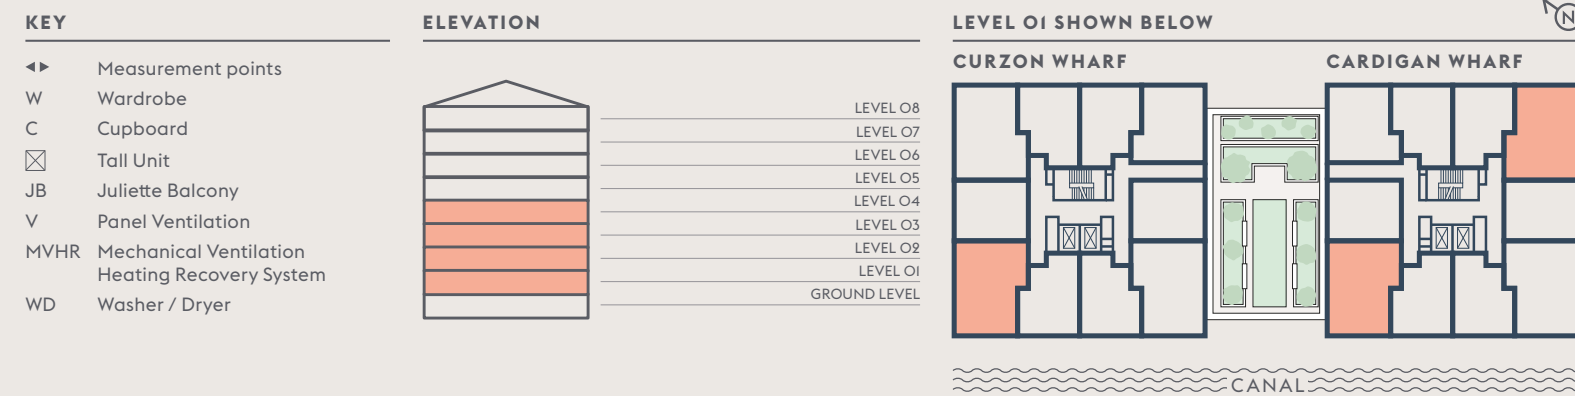 KEY
Measurement points
W Wardrobe
C Cupboard
Tall Unit
JB Juliette Balcony
V Panel Ventilation
MVHR Mechanical Ventilation
Heating Recovery System
WD Washer / Dryer
ELEVATION
LEVEL 08
LEVEL 07
LEVEL 06
LEVEL 05
LEVEL 04
LEVEL 03
LEVEL 02
LEVEL 01
GROUND LEVEL
LEVEL 01 SHOWN BELOW
N
CURZON WHARF
CARDIGAN WHARF
CANAL